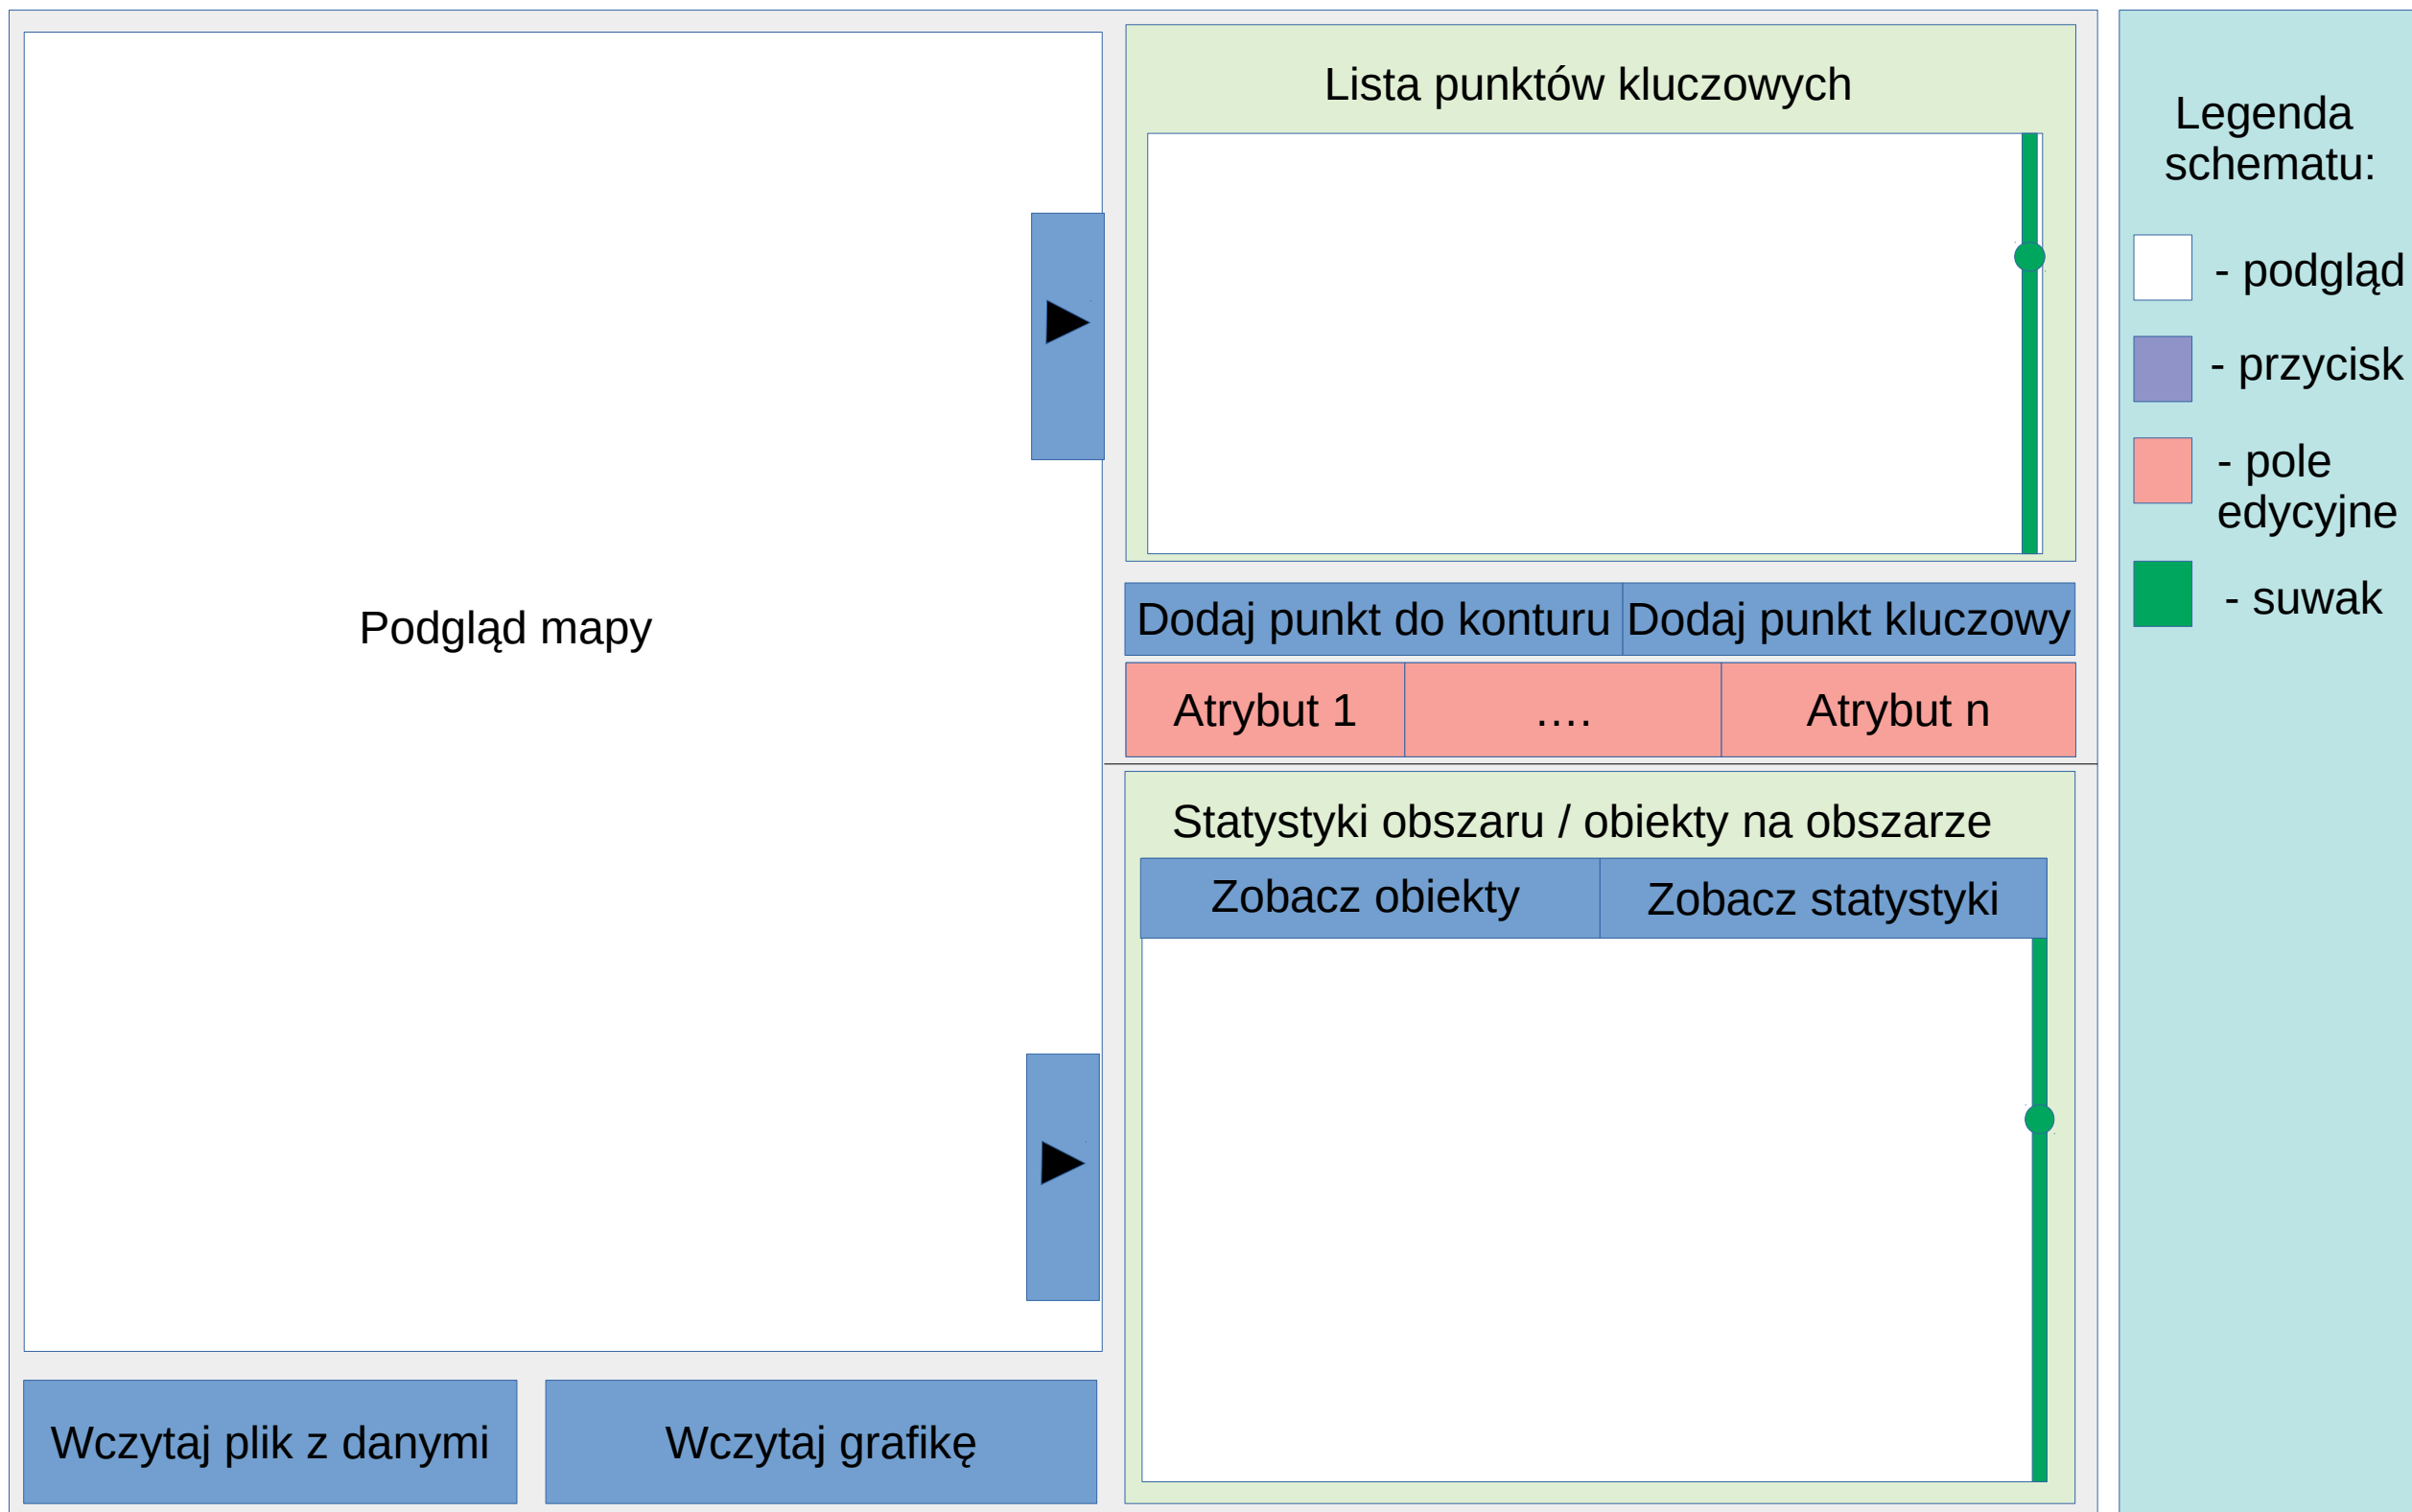 Podgląd mapy
Wczytaj plik z danymi
Wczytaj grafikę
Lista punktów kluczowych
Dodaj punkt do konturu
Dodaj punkt kluczowy
Atrybut 1
....
Atrybut n
Statystyki obszaru / obiekty na obszarze
Zobacz obiekty
Zobacz statystyki
Legenda
schematu:
- podgląd
- przycisk
- pole
edycyjne
- suwak